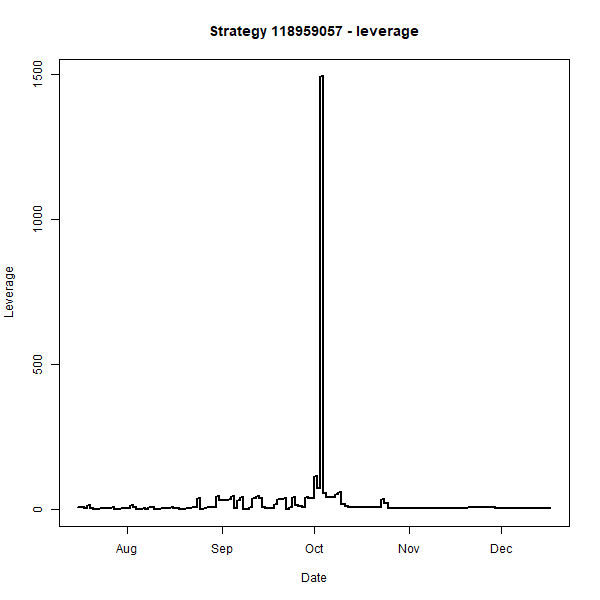 Strategy 118959057 - leverage
1500
1000
500
0
Leverage
Aug Sep Oct Nov Dec
Date